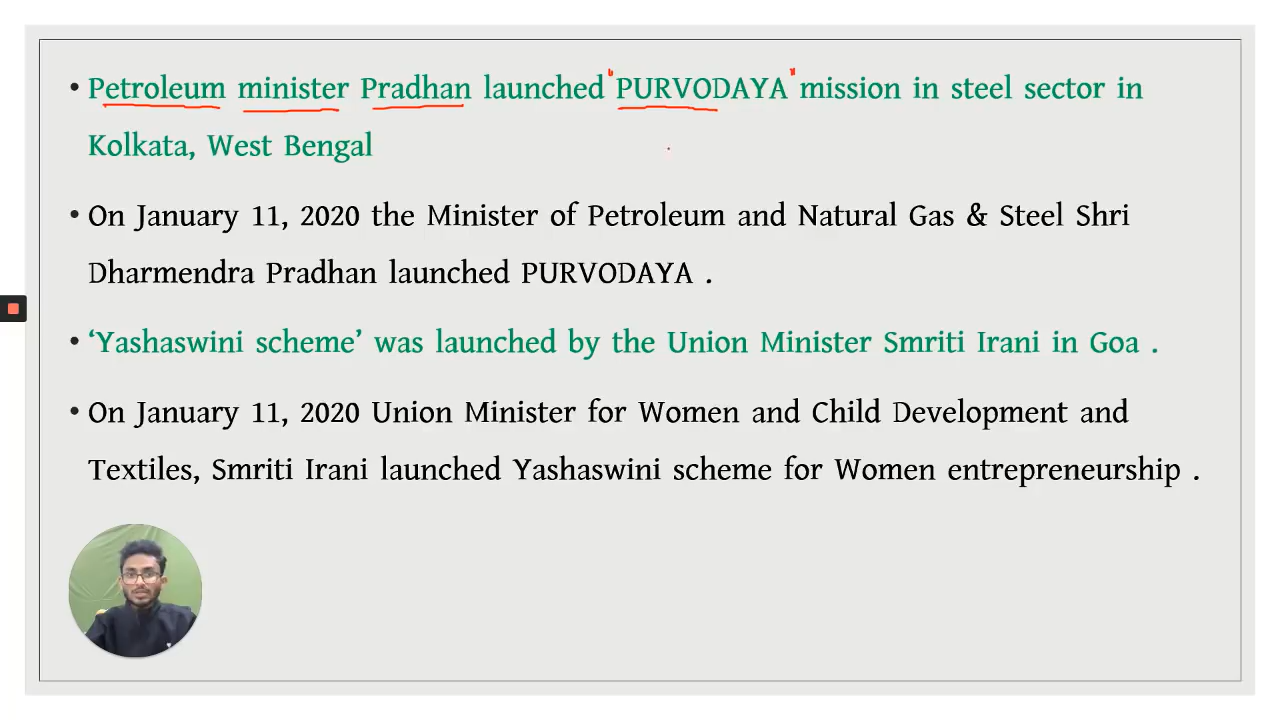 • Petroleum minister Pradhan launched "PURVODAYA" mission in steel sector in
Kolkata, West Bengal
• On January 11, 2020 the Minister of Petroleum and Natural Gas & Steel Shri
Dharmendra Pradhan launched PURVODAYA .
• ‘Yashaswini scheme’ was launched by the Union Minister Smriti Irani in Goa .
• On January 11, 2020 Union Minister for Women and Child Development and
Textiles, Smriti Irani launched Yashaswini scheme for Women entrepreneurship .